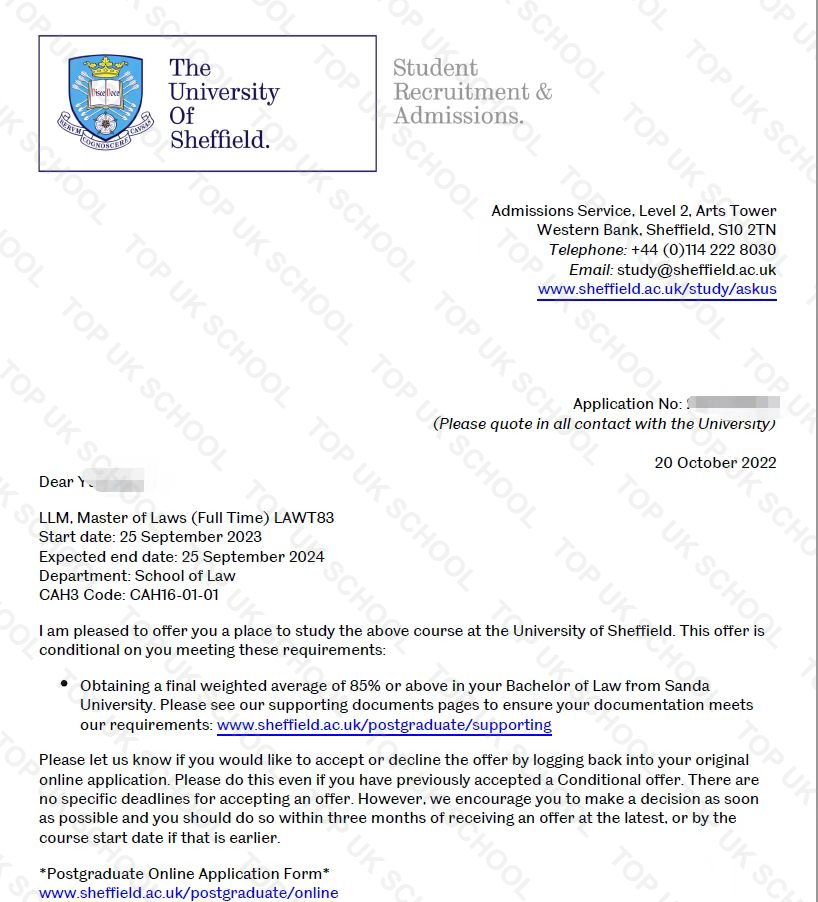 The
University
Of
Sheffield.
Disce Doce
RERVM COGNOSCERE CAVSAS
Student
Recruitment &
Admissions.
Admissions Service, Level 2, Arts Tower
Western Bank, Sheffield, S10 2TN
Telephone: +44 (0)114 222 8030
Email: study@sheffield.ac.uk
www.sheffield.ac.uk/study/askus
Application No:
(Please quote in all contact with the University)
20 October 2022
Dear Y
LLM, Master of Laws (Full Time) LAWT83
Start date: 25 September 2023
Expected end date: 25 September 2024
Department: School of Law
CAH3 Code: CAH16-01-01
I am pleased to offer you a place to study the above course at the University of Sheffield. This offer is
conditional on you meeting these requirements:
• Obtaining a final weighted average of 85% or above in your Bachelor of Law from Sanda
University. Please see our supporting documents pages to ensure your documentation meets
our requirements: www.sheffield.ac.uk/postgraduate/supporting
Please let us know if you would like to accept or decline the offer by logging back into your original
online application. Please do this even if you have previously accepted a Conditional offer. There are
no specific deadlines for accepting an offer. However, we encourage you to make a decision as soon
as possible and you should do so within three months of receiving an offer at the latest, or by the
course start date if that is earlier.
*Postgraduate Online Application Form*
www.sheffield.ac.uk/postgraduate/online
TOP UK SCHOOL